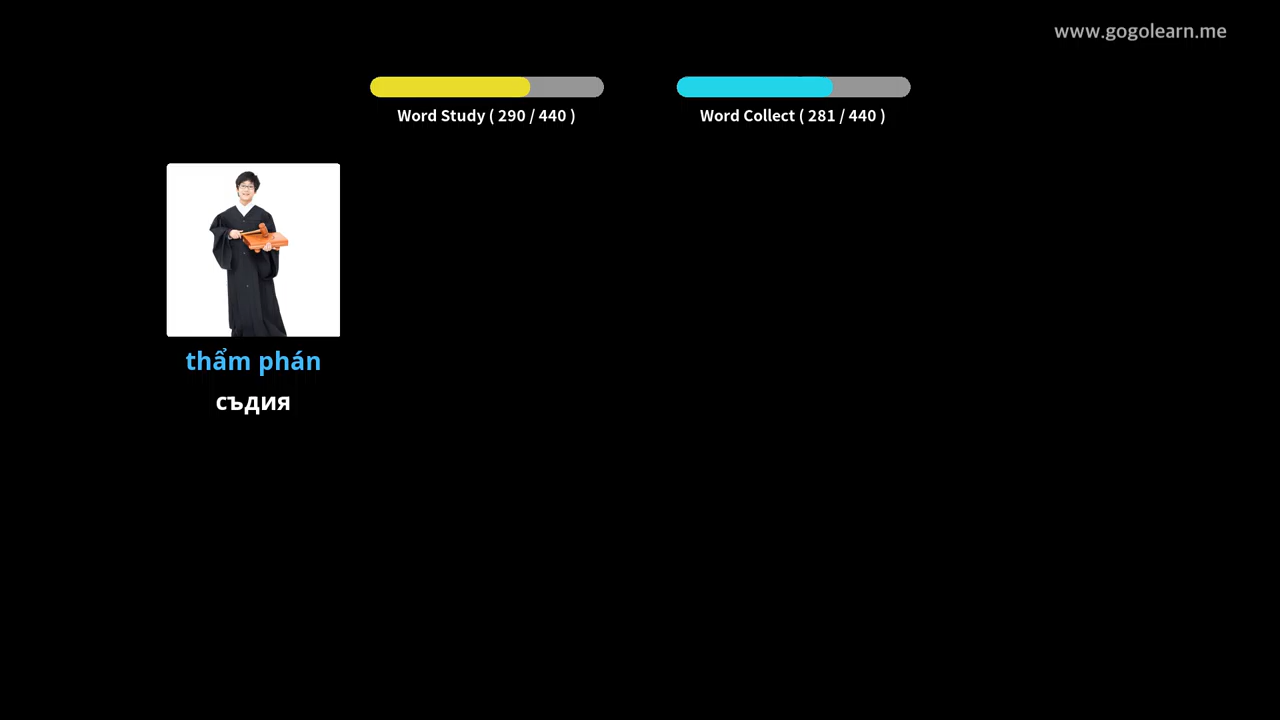 www.gogolearn.me
Word Study ( 290 / 440 )
Word Collect ( 281 / 440 )
thẩm phán
съдия